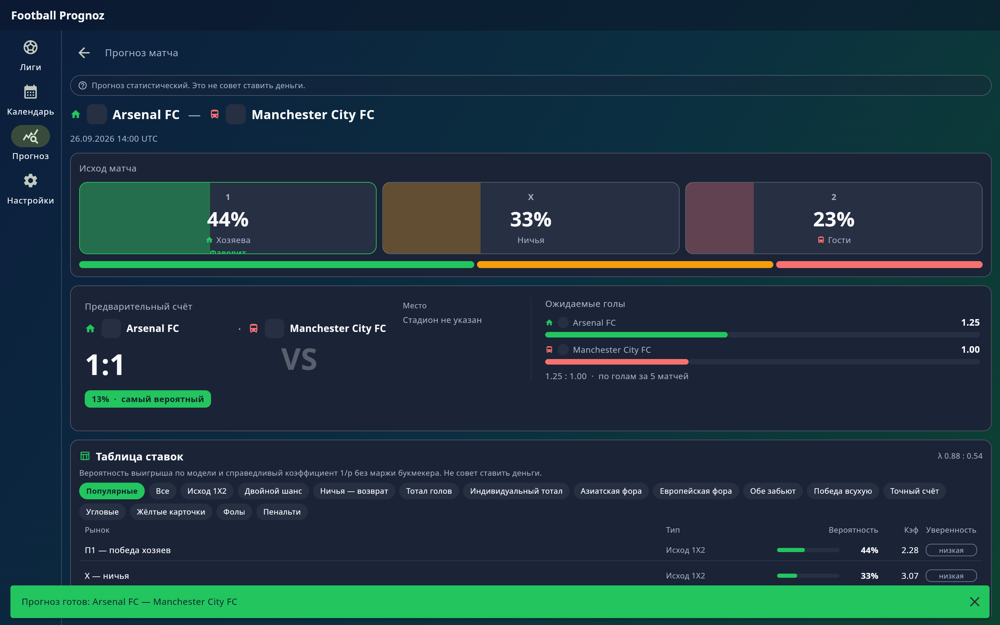 Football Prognoz
Лиги
Календарь
Прогноз
Настройки
Прогноз матча
Прогноз статистический. Это не совет ставить деньги.
Arsenal FC — Manchester City FC
26.09.2026 14:00 UTC
Исход матча
1
44%
Хозяева
Фаворит
X
33%
Ничья
2
23%
Гости
Предварительный счёт
Arsenal FC · Manchester City FC
1:1
VS
13% · самый вероятный
Место
Стадион не указан
Ожидаемые голы
Arsenal FC 1.25
Manchester City FC 1.00
1.25 : 1.00 · по голам за 5 матчей
Таблица ставок
λ 0.88 : 0.54
Вероятность выигрыша по модели и справедливый коэффициент 1/p без маржи букмекера. Не совет ставить деньги.
Популярные Все Исход 1X2 Двойной шанс Ничья — возврат Тотал голов Индивидуальный тотал Азиатская фора Европейская фора Обе забьют Победа всухую Точный счёт
Угловые Жёлтые карточки Фолы Пенальти
Рынок Тип Вероятность Кэф Уверенность
П1 — победа хозяев Исход 1X2 44% 2.28 низкая
X — ничья Исход 1X2 33% 3.07 низкая
Прогноз готов: Arsenal FC — Manchester City FC